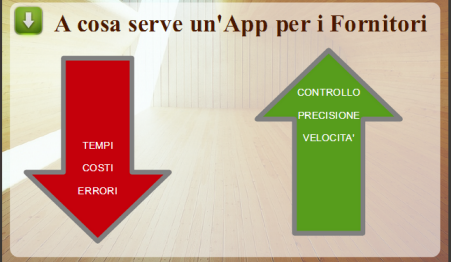 A cosa serve un'App per i Fornitori
TEMPI
COSTI
ERRORI
CONTROLLO
PRECISIONE
VELOCITA'